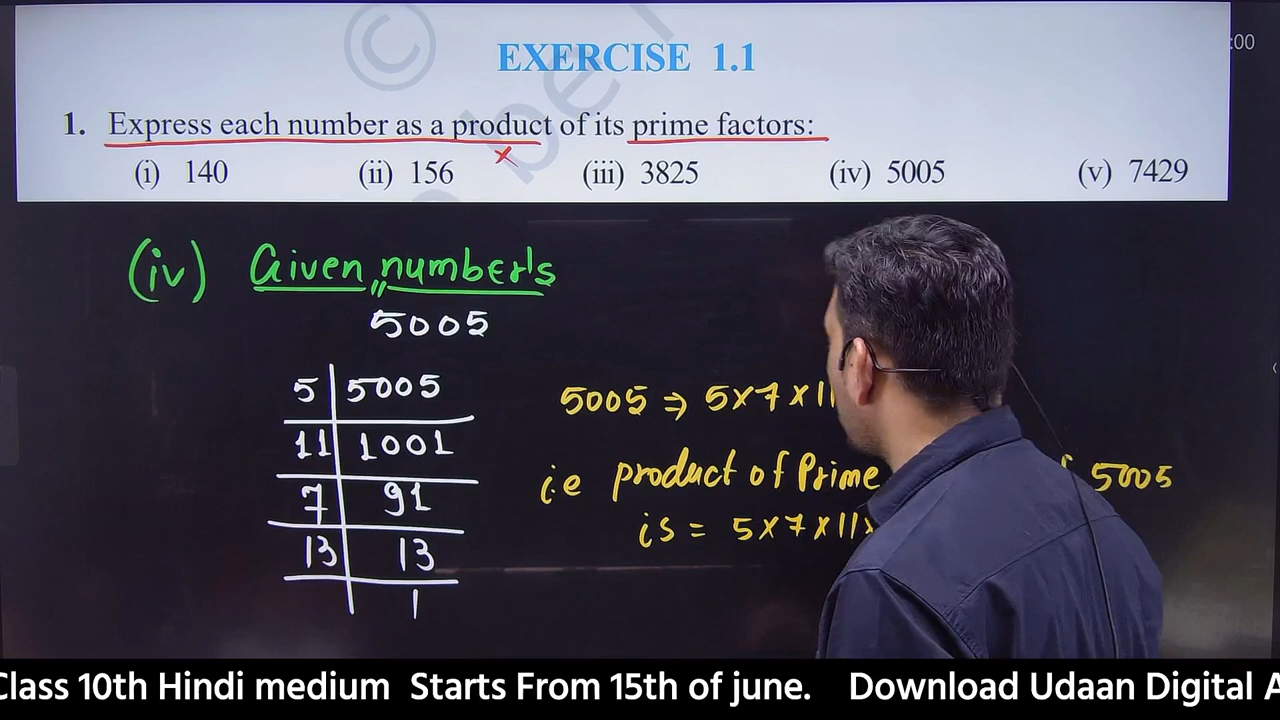 :00
EXERCISE 1.1
1. Express each number as a product of its prime factors:
(i) 140 (ii) 156 (iii) 3825 (iv) 5005 (v) 7429
(iv) Given number's
5005
5 | 5005
11 | 1001
7 | 91
13 | 13
1
5005 ⇒ 5×7×11
i.e product of Prime 5005
is = 5×7×11×
Class 10th Hindi medium Starts From 15th of june. Download Udaan Digital A